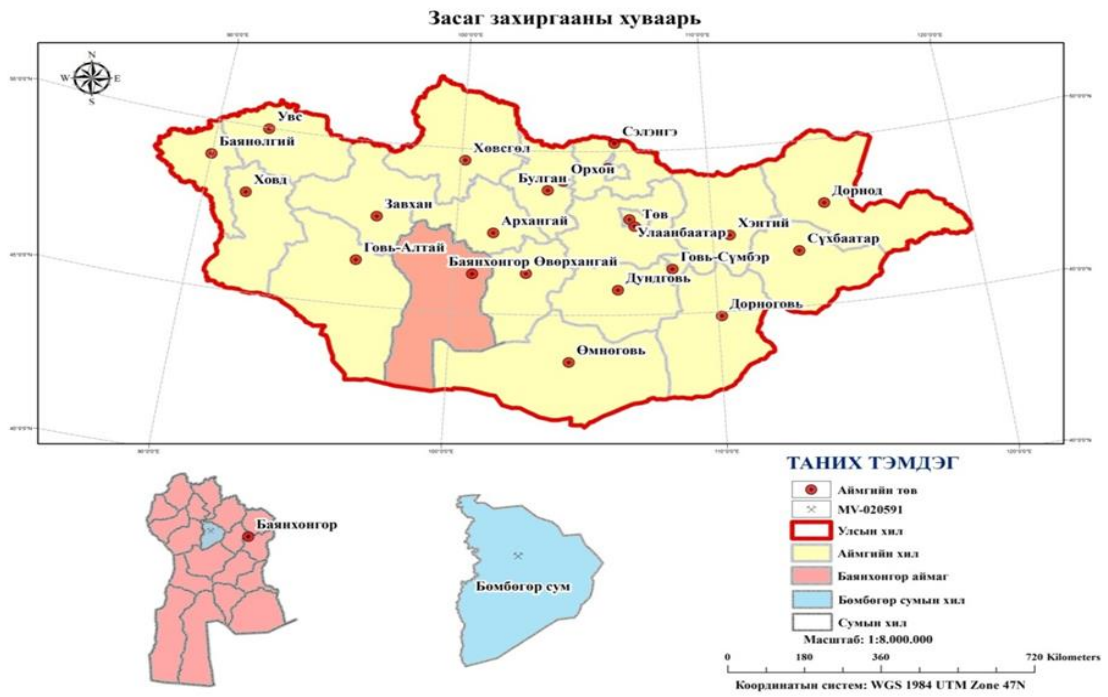 Засаг захиргааны хуваарь
N
W E
S
Увс
Баянөлгий
Ховд
Хөвсгөл
Сэлэнгэ
Орхон
Булган
Завхан
Архангай
Төв
Улаанбаатар
Хэнтий
Дорнод
Сүхбаатар
Говь-Алтай
Баянхонгор Өвөрхангай
Говь-Сүмбэр
Дундговь
Дорноговь
Өмнөговь
ТАНИХ ТЭМДЭГ
Аймгийн төв
MV-020591
Улсын хил
Аймгийн хил
Баянхонгор аймаг
Бөмбөгөр сумын хил
Сумын хил
Масштаб: 1:8.000.000
0 180 360 720 Kilometers
Координатын систем: WGS 1984 UTM Zone 47N
Баянхонгор
Бөмбөгөр сум